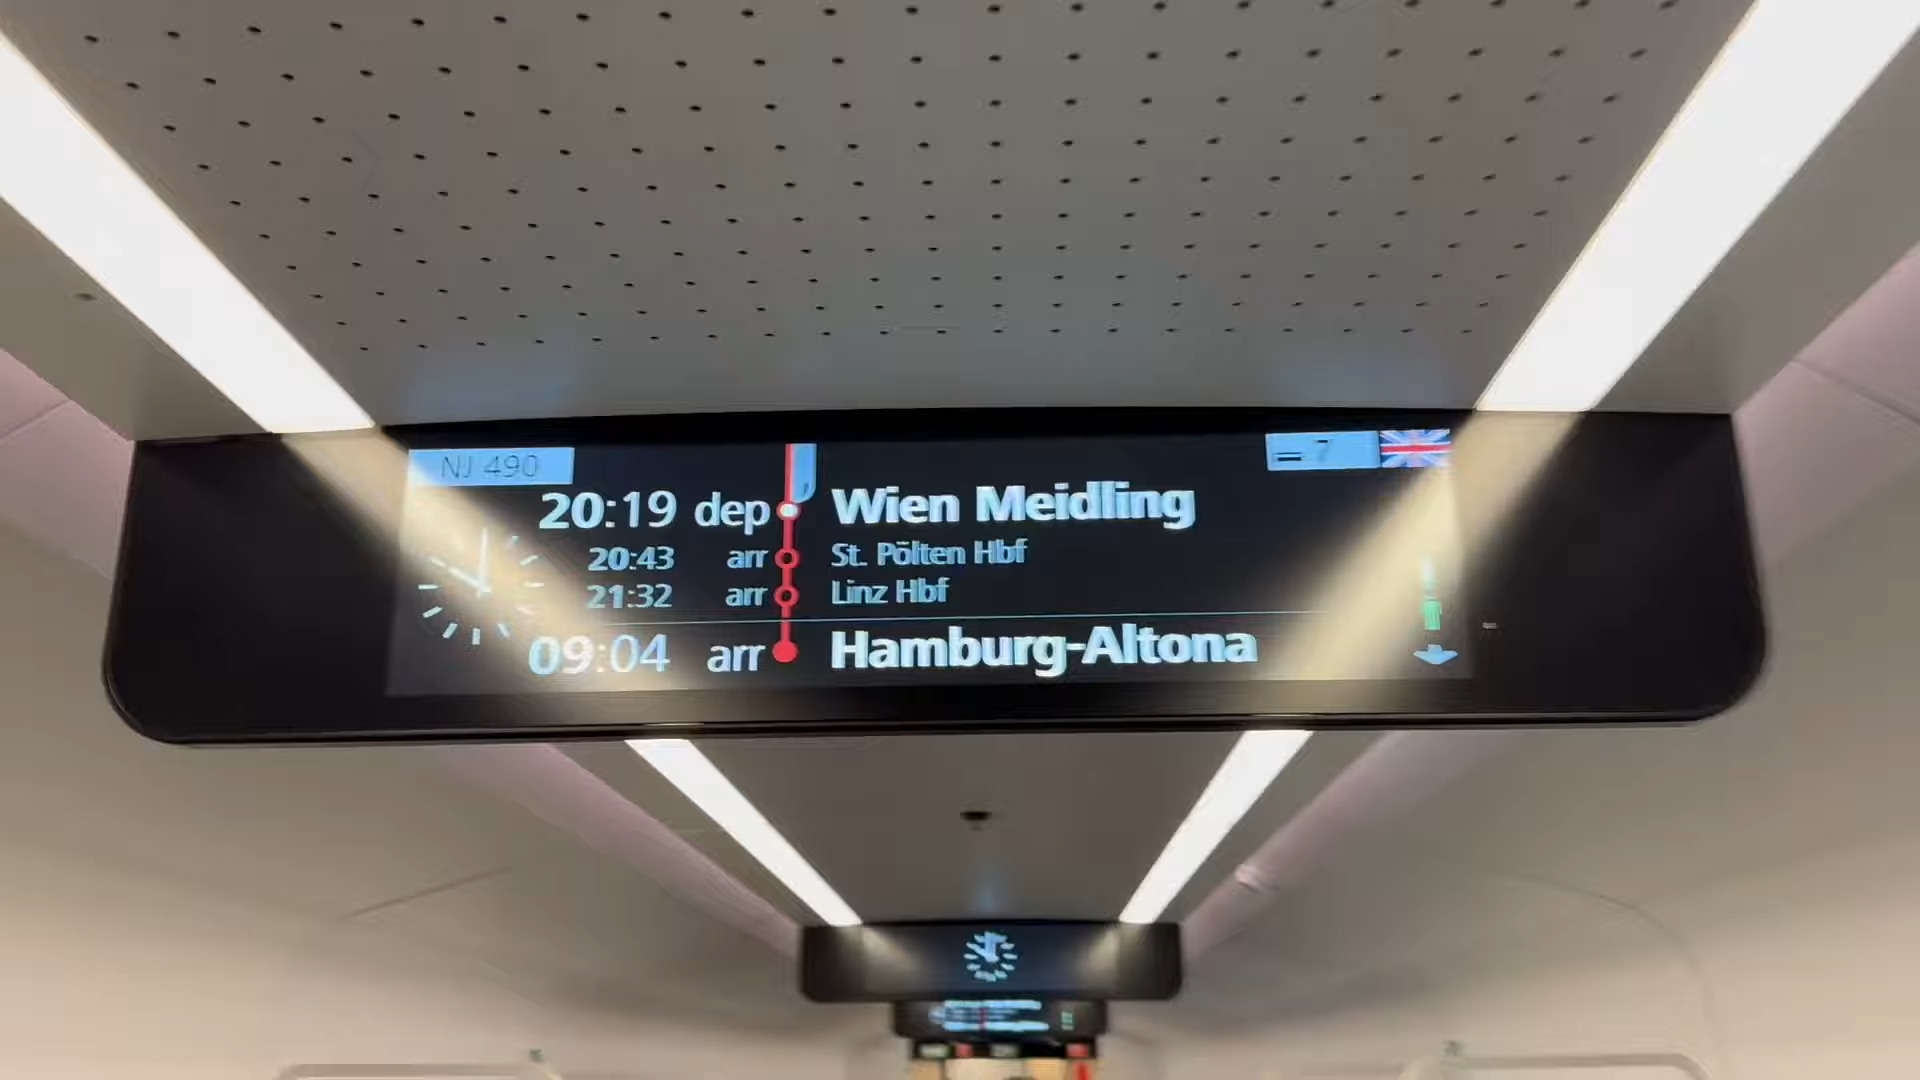 NJ 490
7
20:19 dep Wien Meidling
20:43 arr St. Pölten Hbf
21:32 arr Linz Hbf
09:04 arr Hamburg-Altona